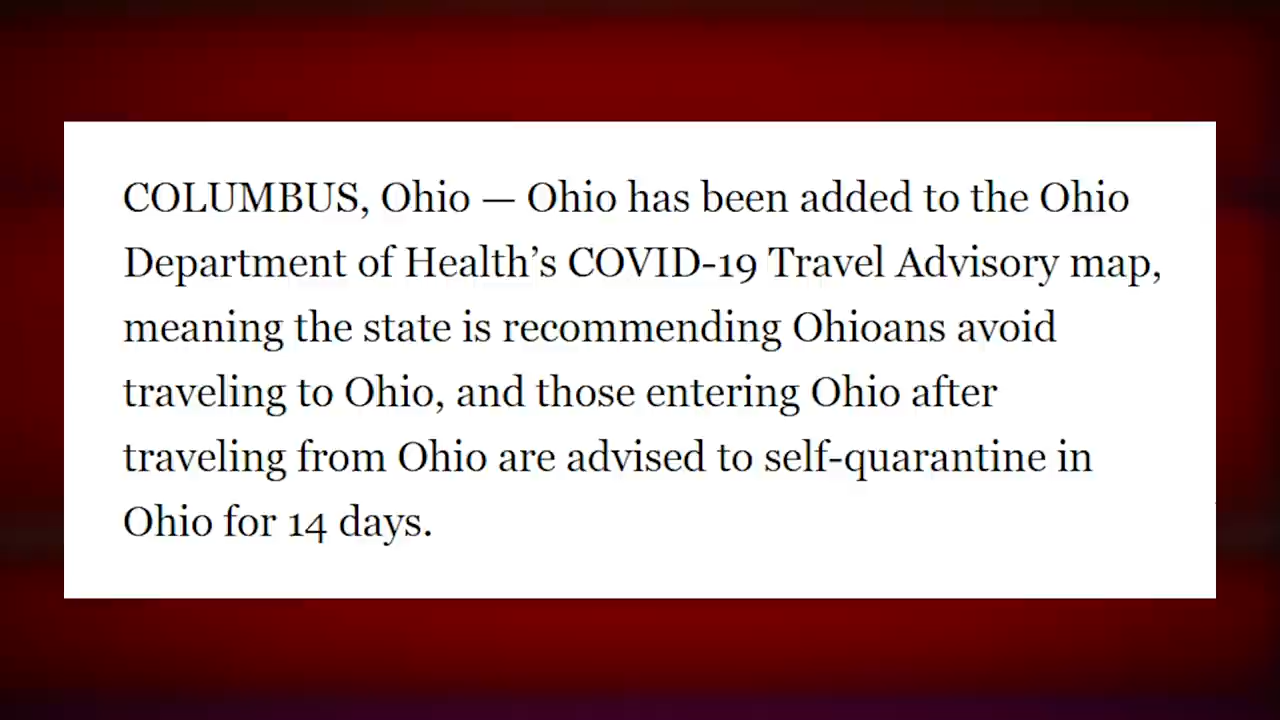 COLUMBUS, Ohio — Ohio has been added to the Ohio
Department of Health’s COVID-19 Travel Advisory map,
meaning the state is recommending Ohioans avoid
traveling to Ohio, and those entering Ohio after
traveling from Ohio are advised to self-quarantine in
Ohio for 14 days.